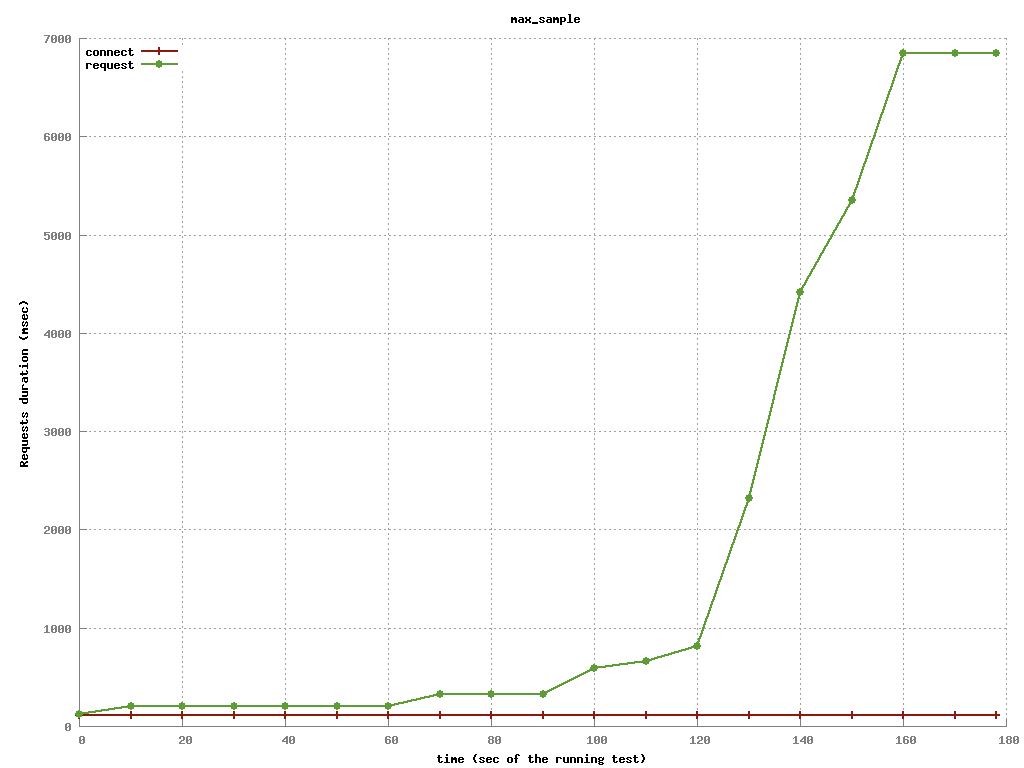 max_sample
7000
connect
request
6000
5000
4000
3000
2000
1000
0
Requests duration (msec)
0 20 40 60 80 100 120 140 160 180
time (sec of the running test)